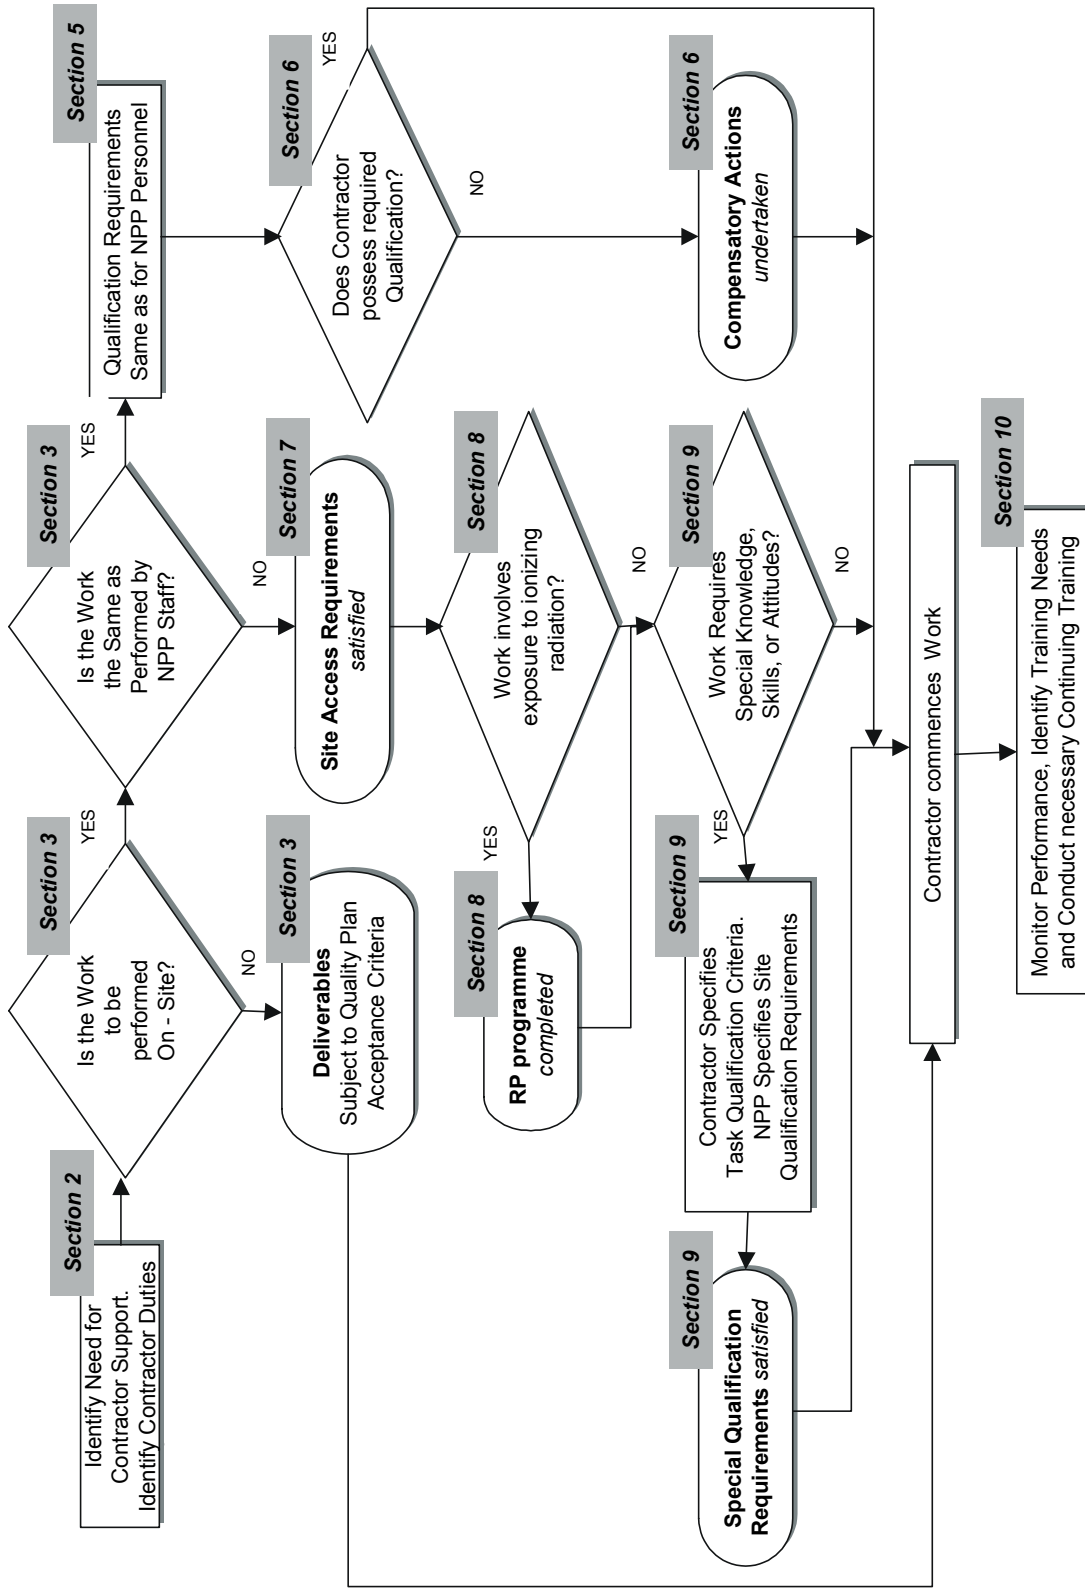 Section 2
Identify Need for
Contractor Support.
Identify Contractor Duties
Section 3
Is the Work
to be
performed
On - Site?
YES
NO
Section 3
Is the Work
the Same as
Performed by
NPP Staff?
YES
NO
Section 5
Qualification Requirements
Same as for NPP Personnel
Section 3
Deliverables
Subject to Quality Plan
Acceptance Criteria
Section 7
Site Access Requirements
satisfied
Section 6
Does Contractor
possess required
Qualification?
YES
NO
Section 8
Work involves
exposure to ionizing
radiation?
YES
NO
Section 8
RP programme
completed
Section 6
Compensatory Actions
undertaken
Section 9
Work Requires
Special Knowledge,
Skills, or Attitudes?
YES
NO
Section 9
Contractor Specifies
Task Qualification Criteria.
NPP Specifies Site
Qualification Requirements
Section 9
Special Qualification
Requirements satisfied
Contractor commences Work
Section 10
Monitor Performance, Identify Training Needs
and Conduct necessary Continuing Training